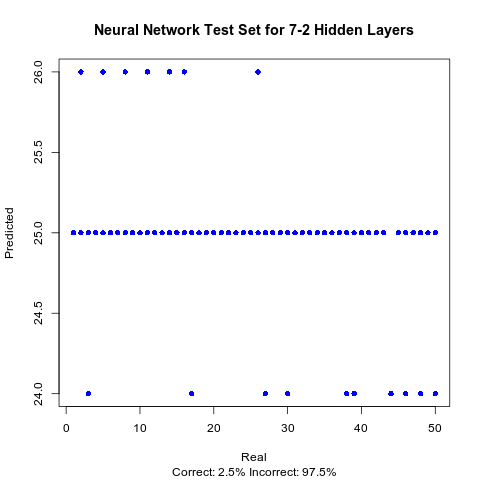 Neural Network Test Set for 7-2 Hidden Layers
26.0
25.5
25.0
24.5
24.0
Predicted
0 10 20 30 40 50
Real
Correct: 2.5% Incorrect: 97.5%